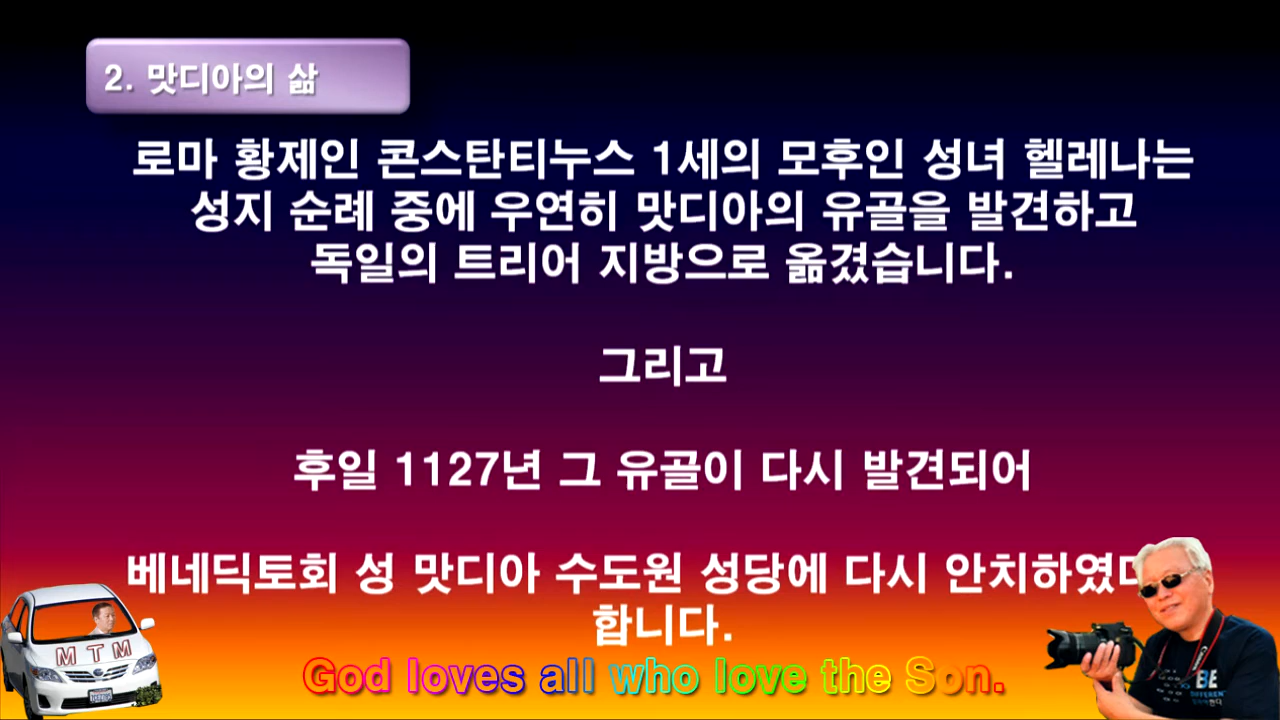 2. 맛디아의 삶
로마 황제인 콘스탄티누스 1세의 모후인 성녀 헬레나는
성지 순례 중에 우연히 맛디아의 유골을 발견하고
독일의 트리어 지방으로 옮겼습니다.
그리고
후일 1127년 그 유골이 다시 발견되어
베네딕토회 성 맛디아 수도원 성당에 다시 안치하였다
합니다.
God loves all who love the Son.
MTM
BE
DIFFERENT